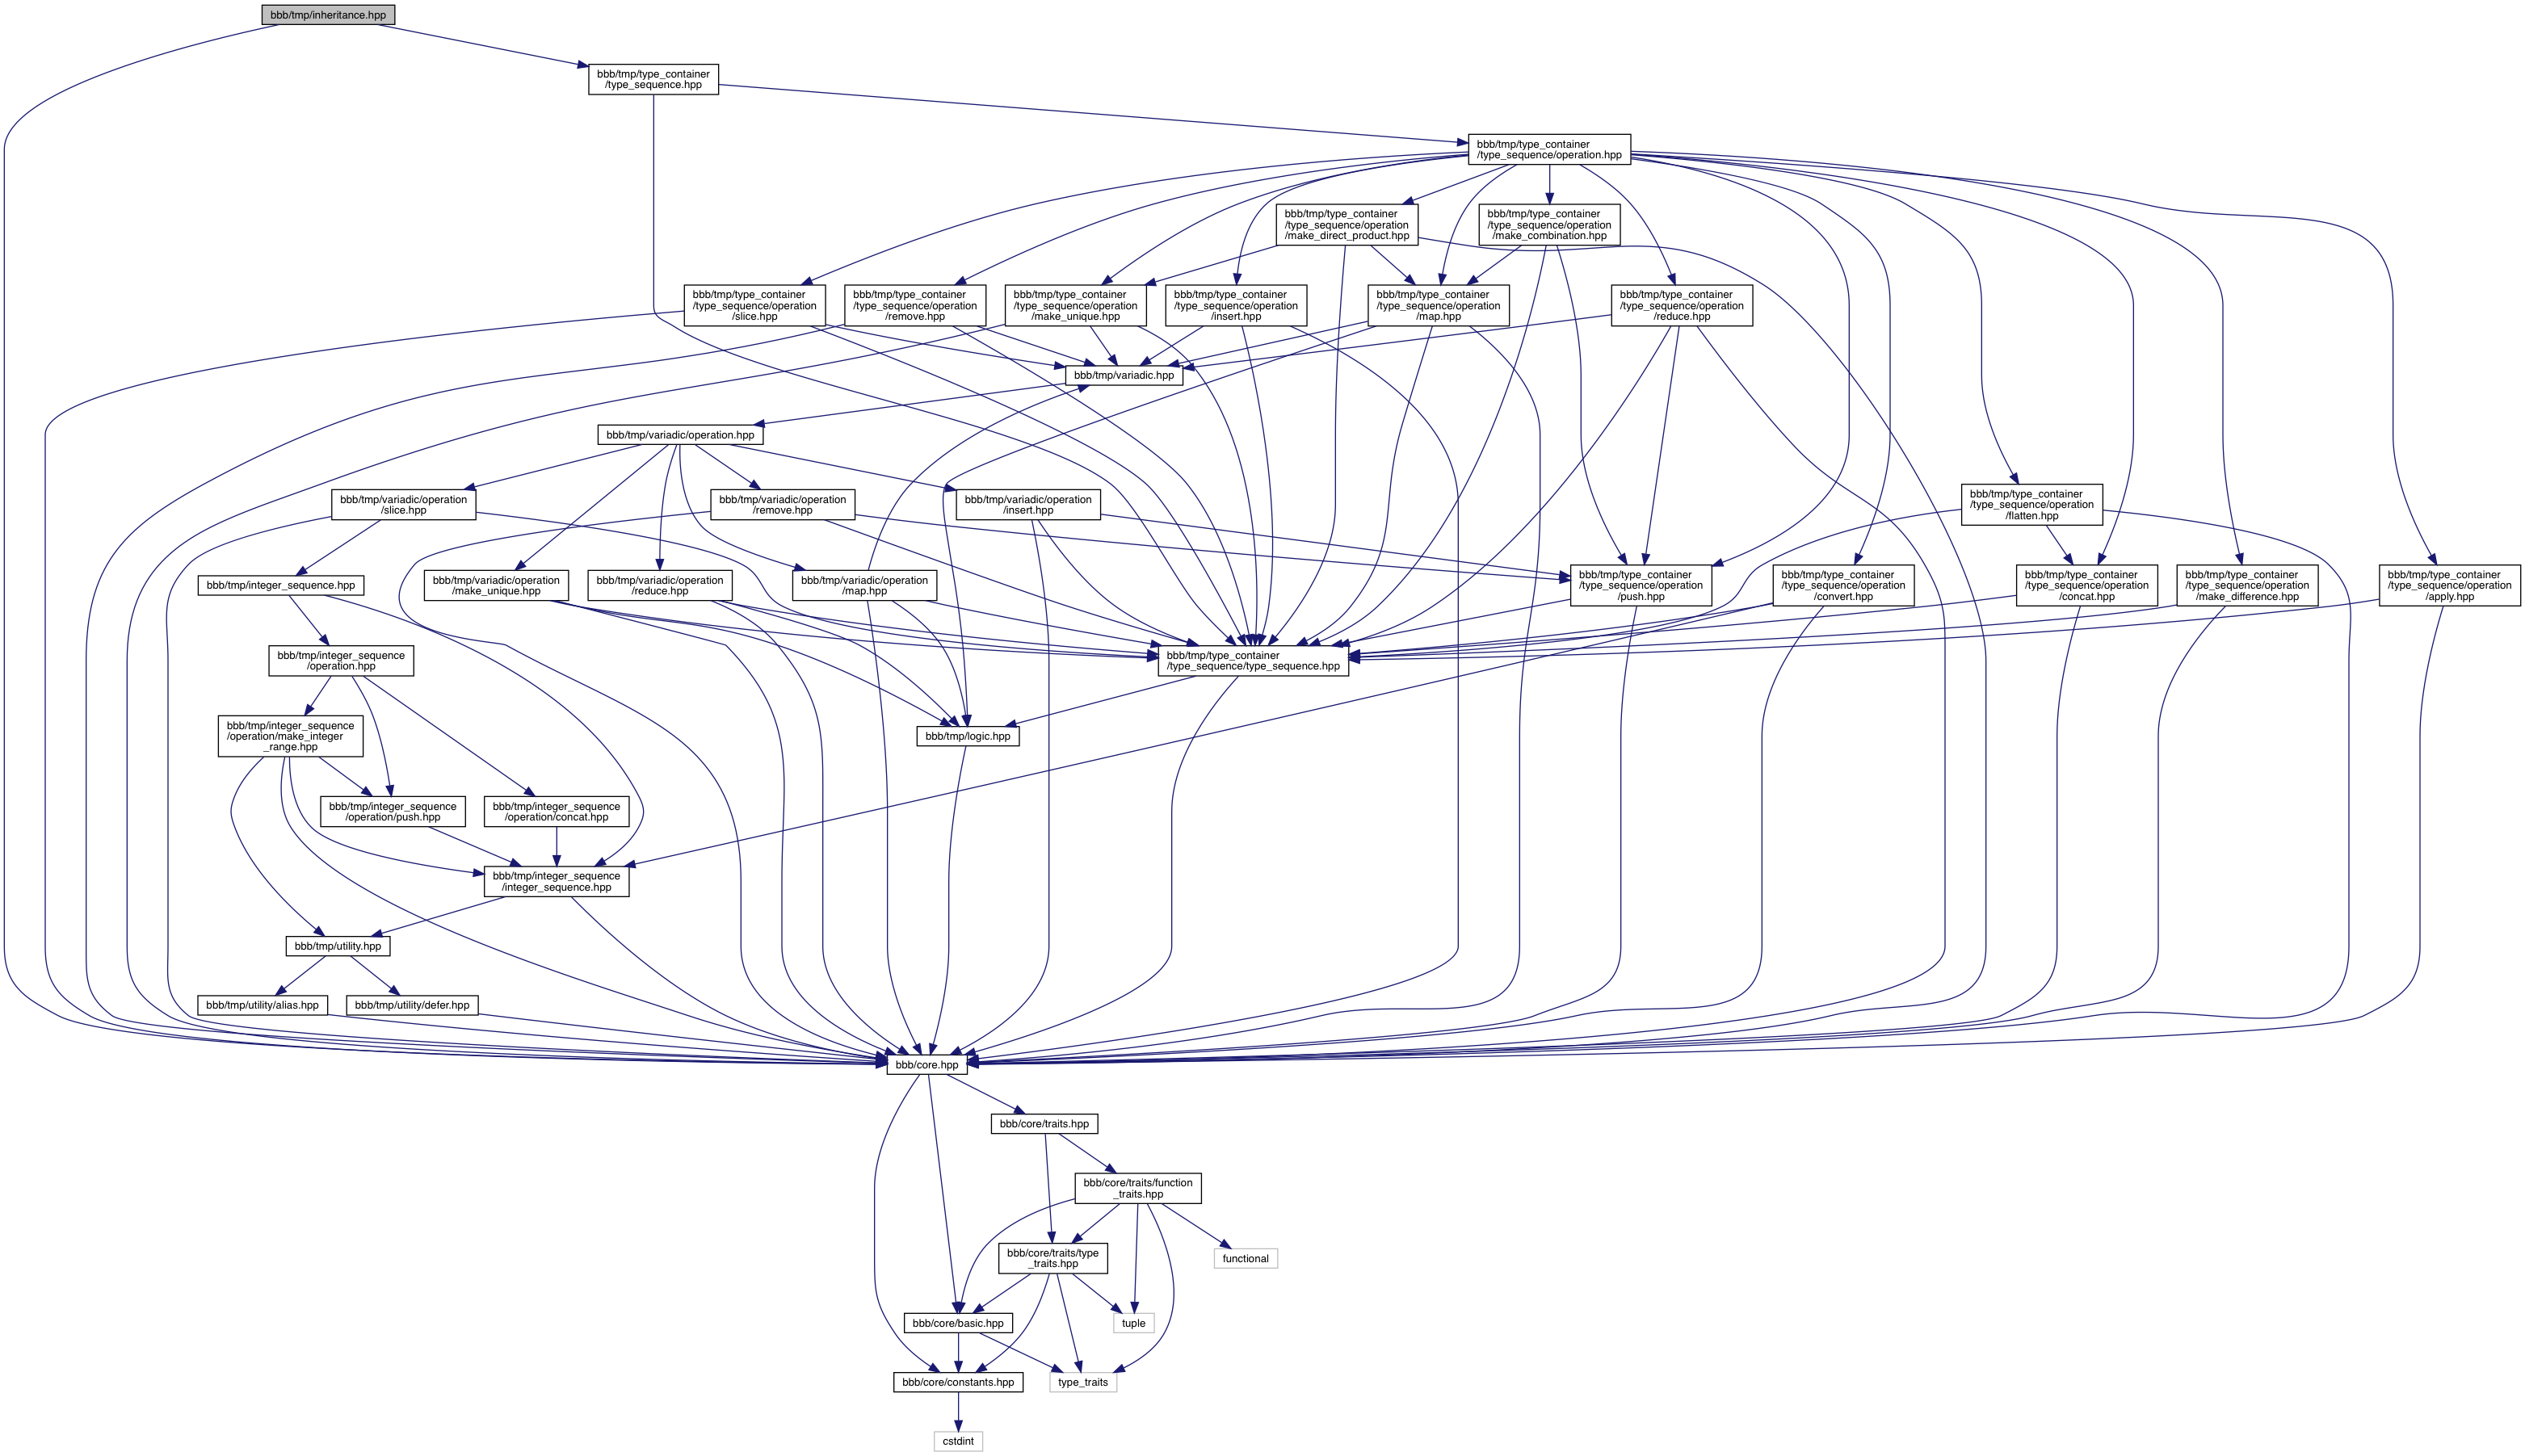 bbb/tmp/inheritance.hpp
bbb/tmp/type_container
/type_sequence.hpp
bbb/tmp/type_container
/type_sequence/operation.hpp
bbb/tmp/type_container
/type_sequence/operation
/make_direct_product.hpp
bbb/tmp/type_container
/type_sequence/operation
/make_combination.hpp
bbb/tmp/type_container
/type_sequence/operation
/slice.hpp
bbb/tmp/type_container
/type_sequence/operation
/remove.hpp
bbb/tmp/type_container
/type_sequence/operation
/make_unique.hpp
bbb/tmp/type_container
/type_sequence/operation
/insert.hpp
bbb/tmp/type_container
/type_sequence/operation
/map.hpp
bbb/tmp/type_container
/type_sequence/operation
/reduce.hpp
bbb/tmp/variadic.hpp
bbb/tmp/variadic/operation.hpp
bbb/tmp/variadic/operation
/slice.hpp
bbb/tmp/variadic/operation
/remove.hpp
bbb/tmp/variadic/operation
/insert.hpp
bbb/tmp/type_container
/type_sequence/operation
/flatten.hpp
bbb/tmp/integer_sequence.hpp
bbb/tmp/variadic/operation
/make_unique.hpp
bbb/tmp/variadic/operation
/reduce.hpp
bbb/tmp/variadic/operation
/map.hpp
bbb/tmp/type_container
/type_sequence/operation
/push.hpp
bbb/tmp/type_container
/type_sequence/operation
/convert.hpp
bbb/tmp/type_container
/type_sequence/operation
/concat.hpp
bbb/tmp/type_container
/type_sequence/operation
/make_difference.hpp
bbb/tmp/type_container
/type_sequence/operation
/apply.hpp
bbb/tmp/integer_sequence
/operation.hpp
bbb/tmp/type_container
/type_sequence/type_sequence.hpp
bbb/tmp/integer_sequence
/operation/make_integer
_range.hpp
bbb/tmp/logic.hpp
bbb/tmp/integer_sequence
/operation/push.hpp
bbb/tmp/integer_sequence
/operation/concat.hpp
bbb/tmp/integer_sequence
/integer_sequence.hpp
bbb/tmp/utility.hpp
bbb/tmp/utility/alias.hpp
bbb/tmp/utility/defer.hpp
bbb/core.hpp
bbb/core/traits.hpp
bbb/core/traits/function
_traits.hpp
bbb/core/traits/type
_traits.hpp
functional
bbb/core/basic.hpp
tuple
bbb/core/constants.hpp
type_traits
cstdint